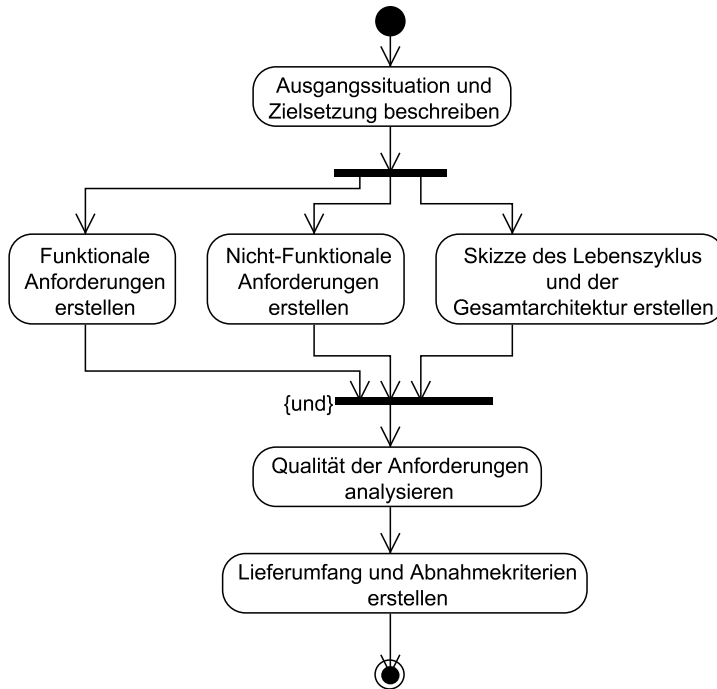 Ausgangssituation und
Zielsetzung beschreiben
Funktionale
Anforderungen
erstellen
Nicht-Funktionale
Anforderungen
erstellen
Skizze des Lebenszyklus
und der
Gesamtarchitektur erstellen
{und}
Qualität der Anforderungen
analysieren
Lieferumfang und Abnahmekriterien
erstellen